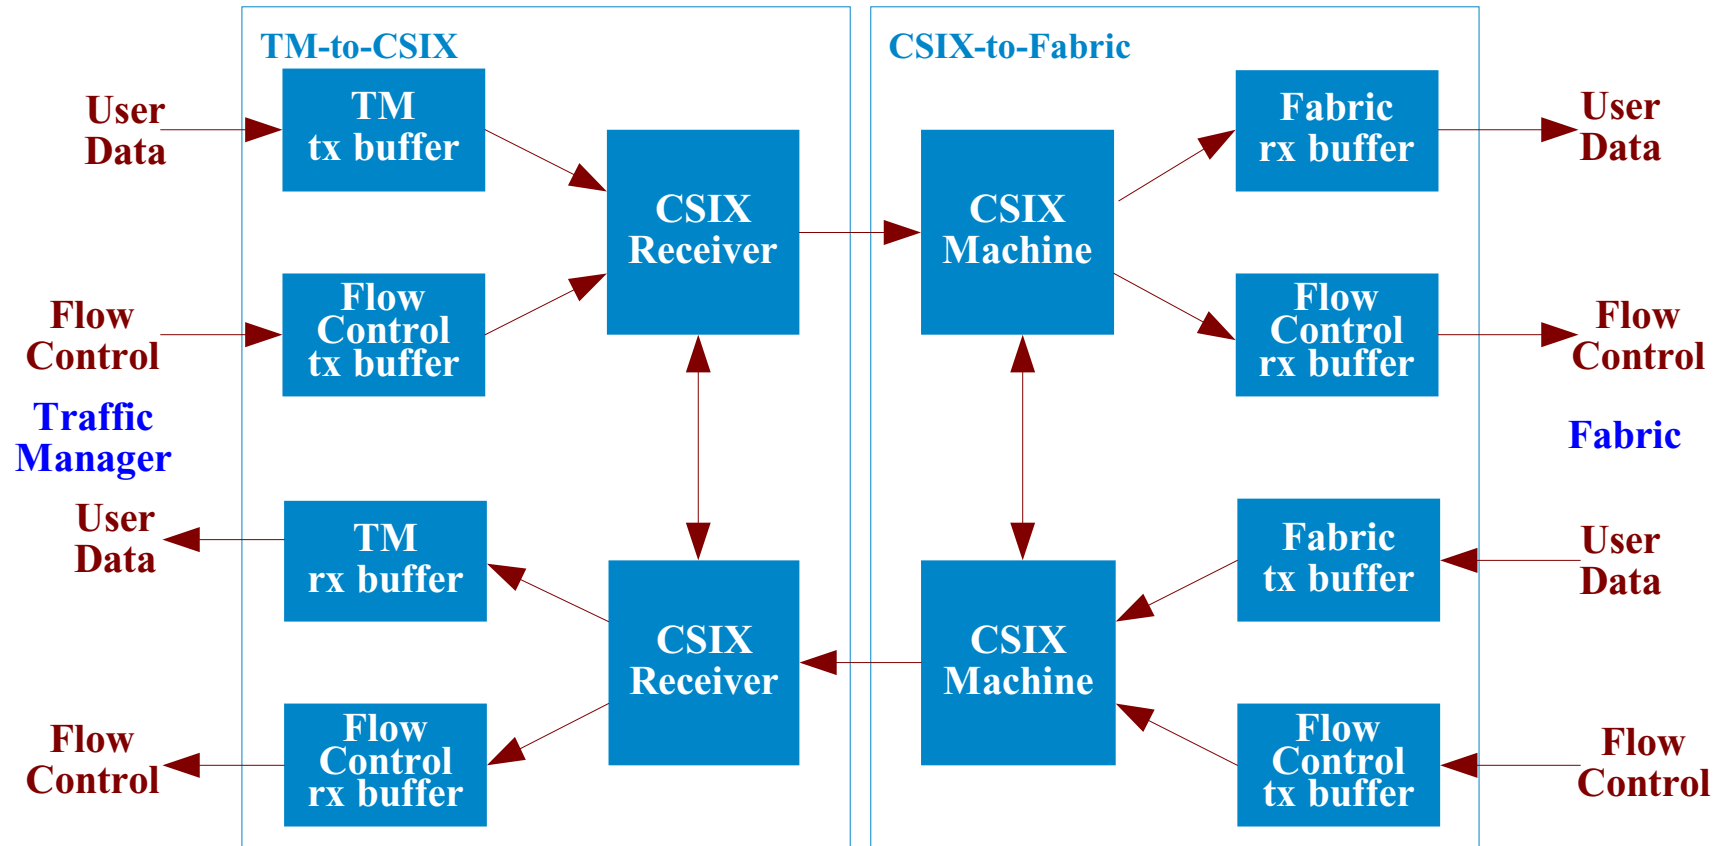 TM-to-CSIX
CSIX-to-Fabric
User
Data
TM
tx buffer
CSIX
Receiver
CSIX
Machine
Fabric
rx buffer
User
Data
Flow
Control
Flow
Control
tx buffer
Flow
Control
rx buffer
Flow
Control
Traffic
Manager
Fabric
User
Data
TM
rx buffer
CSIX
Receiver
CSIX
Machine
Fabric
tx buffer
User
Data
Flow
Control
Flow
Control
rx buffer
Flow
Control
tx buffer
Flow
Control